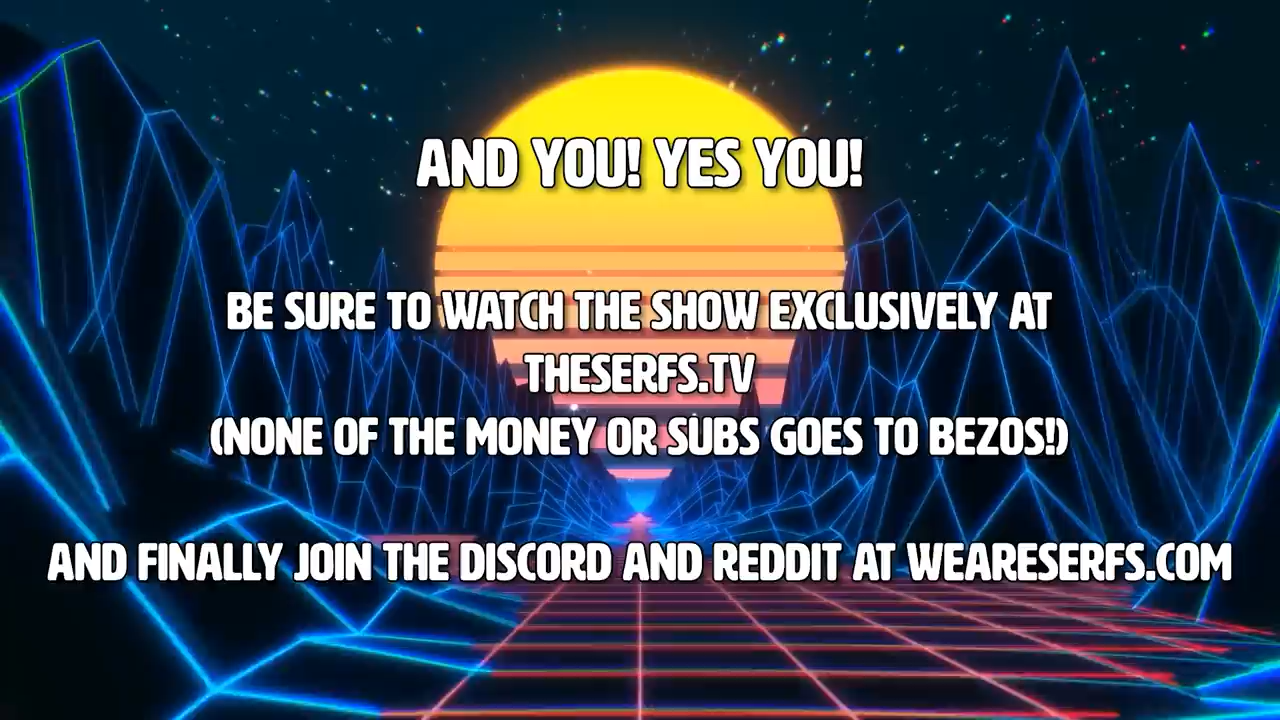 AND YOU! YES YOU!
BE SURE TO WATCH THE SHOW EXCLUSIVELY AT
THESERFS.TV
(NONE OF THE MONEY OR SUBS GOES TO BEZOS!)
AND FINALLY JOIN THE DISCORD AND REDDIT AT WEARESERFS.COM